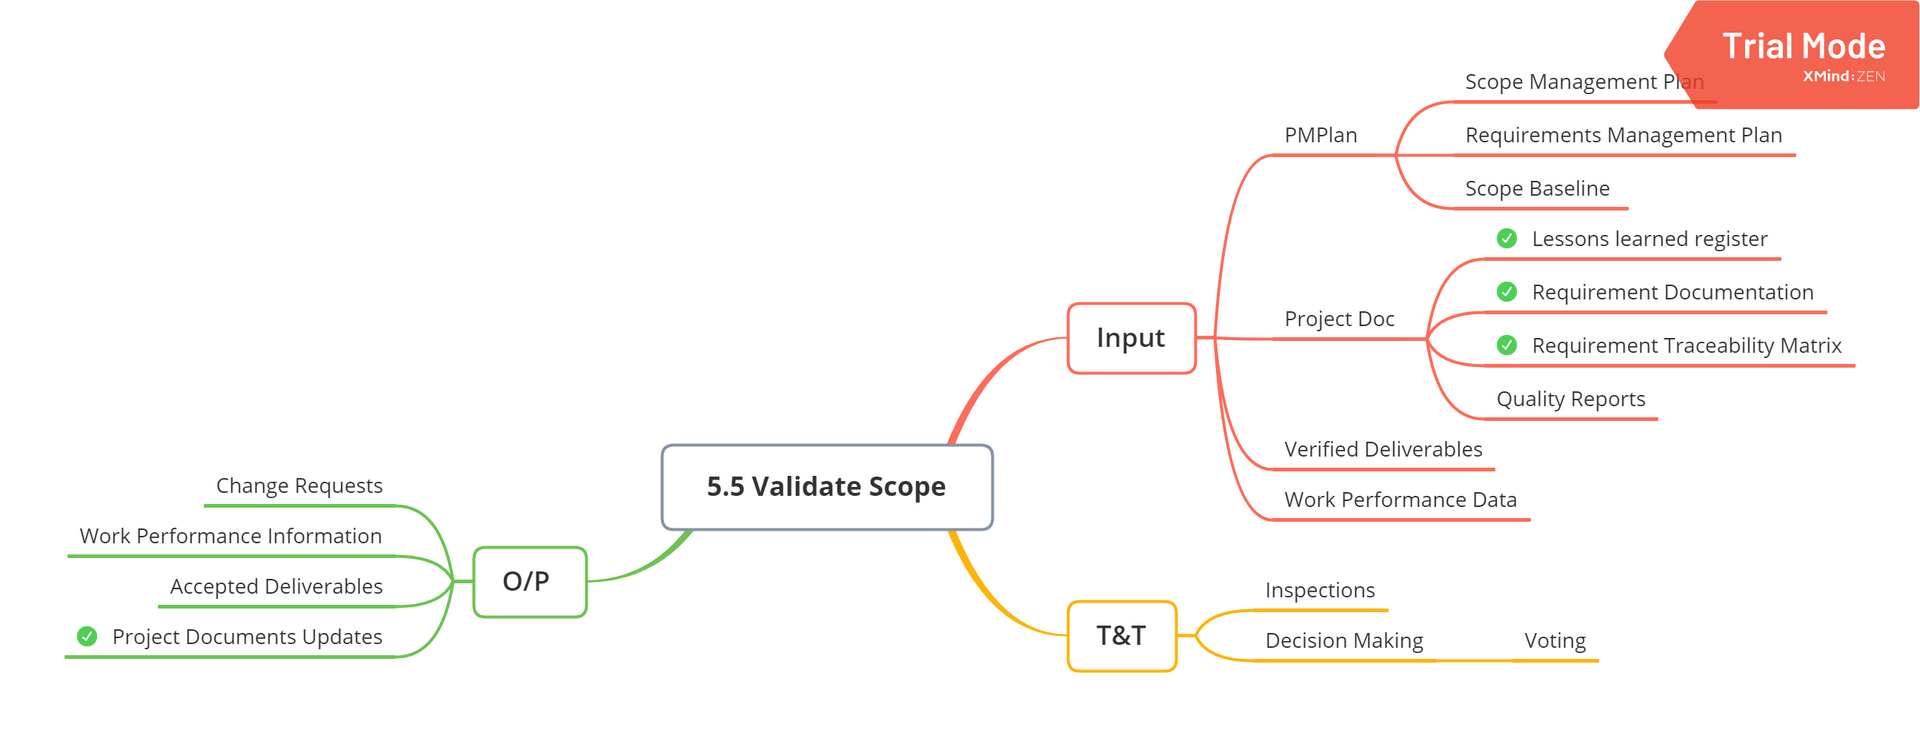 Trial Mode
XMind:ZEN
Scope Management Plan
PMPlan
Requirements Management Plan
Scope Baseline
Lessons learned register
Requirement Documentation
Project Doc
Input
Requirement Traceability Matrix
Quality Reports
Verified Deliverables
Work Performance Data
5.5 Validate Scope
Change Requests
Work Performance Information
O/P
Accepted Deliverables
Project Documents Updates
T&T
Inspections
Decision Making
Voting